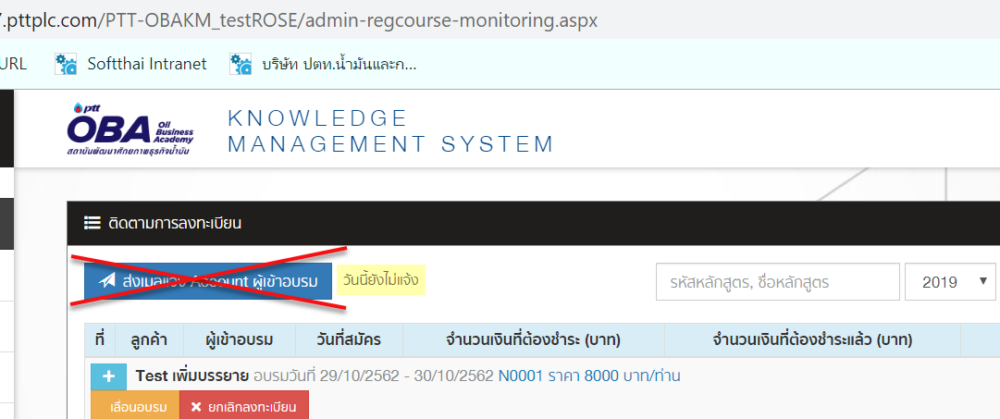 .pttplc.com/PTT-OBAKM_testROSE/admin-regcourse-monitoring.aspx
URL Softthai Intranet บริษัท ปตท.น้ำมันและก...
ptt
OBA Oil Business Academy
สถาบันพัฒนาศักยภาพธุรกิจน้ำมัน
KNOWLEDGE
MANAGEMENT SYSTEM
ติดตามการลงทะเบียน
ส่งเมลแจ้ง Account ผู้เข้าอบรม วันนี้ยังไม่แจ้ง รหัสหลักสูตร, ชื่อหลักสูตร 2019
ที่ ลูกค้า ผู้เข้าอบรม วันที่สมัคร จำนวนเงินที่ต้องชำระ (บาท) จำนวนเงินที่ต้องชำระแล้ว (บาท)
Test เพิ่มบรรยาย อบรมวันที่ 29/10/2562 - 30/10/2562 N0001 ราคา 8000 บาท/ท่าน
เลื่อนอบรม ยกเลิกลงทะเบียน